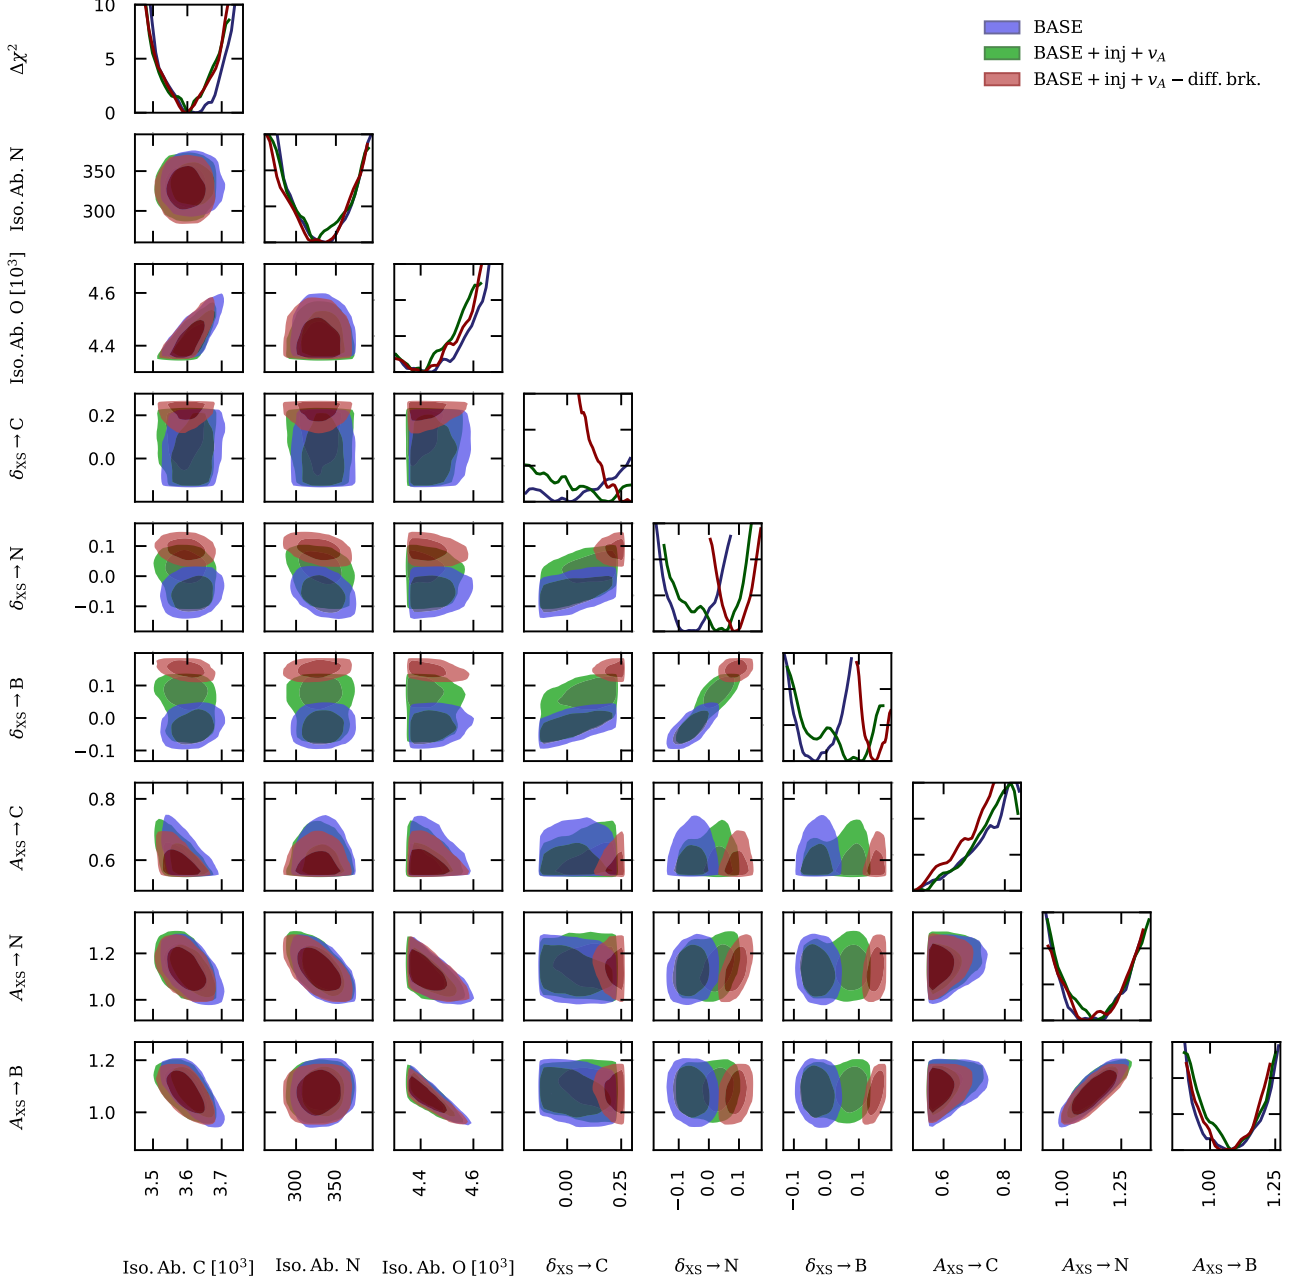 10
5
0
Δχ²
BASE
BASE + inj + v_A
BASE + inj + v_A − diff. brk.
Iso. Ab. N
350
300
Iso. Ab. O [10³]
4.6
4.4
δ_XS → C
0.2
0.0
δ_XS → N
0.1
0.0
−0.1
δ_XS → B
0.1
0.0
−0.1
A_XS → C
0.8
0.6
A_XS → N
1.2
1.0
A_XS → B
1.2
1.0
3.5 3.6 3.7 300 350 4.4 4.6 0.00 0.25 −0.1 0.0 0.1 −0.1 0.0 0.1 0.6 0.8 1.00 1.25 1.00 1.25
Iso. Ab. C [10³] Iso. Ab. N Iso. Ab. O [10³] δ_XS → C δ_XS → N δ_XS → B A_XS → C A_XS → N A_XS → B